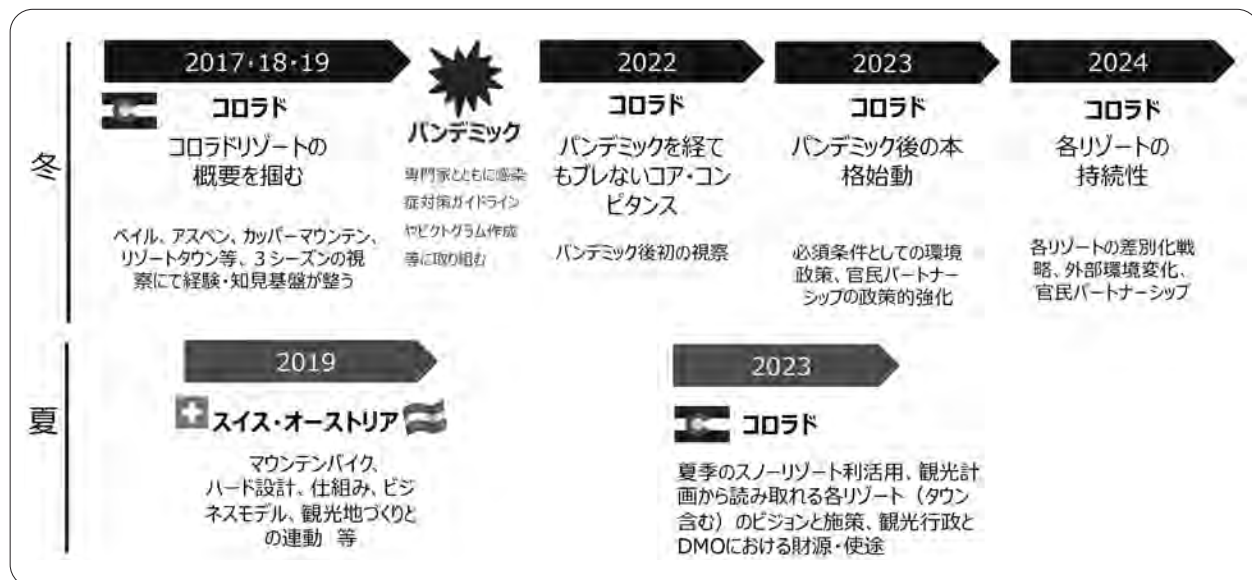 冬
2017・18・19
コロラド
コロラドリゾートの
概要を掴む
ベイル、アスペン、カッパーマウンテン、
リゾートタウン等、３シーズンの視
察にて経験・知見基盤が整う
パンデミック
専門家とともに感染
症対策ガイドライン
やピクトグラム作成
等に取り組む
2022
コロラド
パンデミックを経て
もブレないコア・コン
ピタンス
パンデミック後初の視察
2023
コロラド
パンデミック後の本
格始動
必須条件としての環境
政策、官民パートナー
シップの政策的強化
2024
コロラド
各リゾートの
持続性
各リゾートの差別化戦
略、外部環境変化、
官民パートナーシップ
夏
2019
スイス・オーストリア
マウンテンバイク、
ハード設計、仕組み、ビジ
ネスモデル、観光地づくりと
の連動 等
2023
コロラド
夏季のスノーリゾート利活用、観光計
画から読み取れる各リゾート（タウン
含む）のビジョンと施策、観光行政と
DMOにおける財源・使途